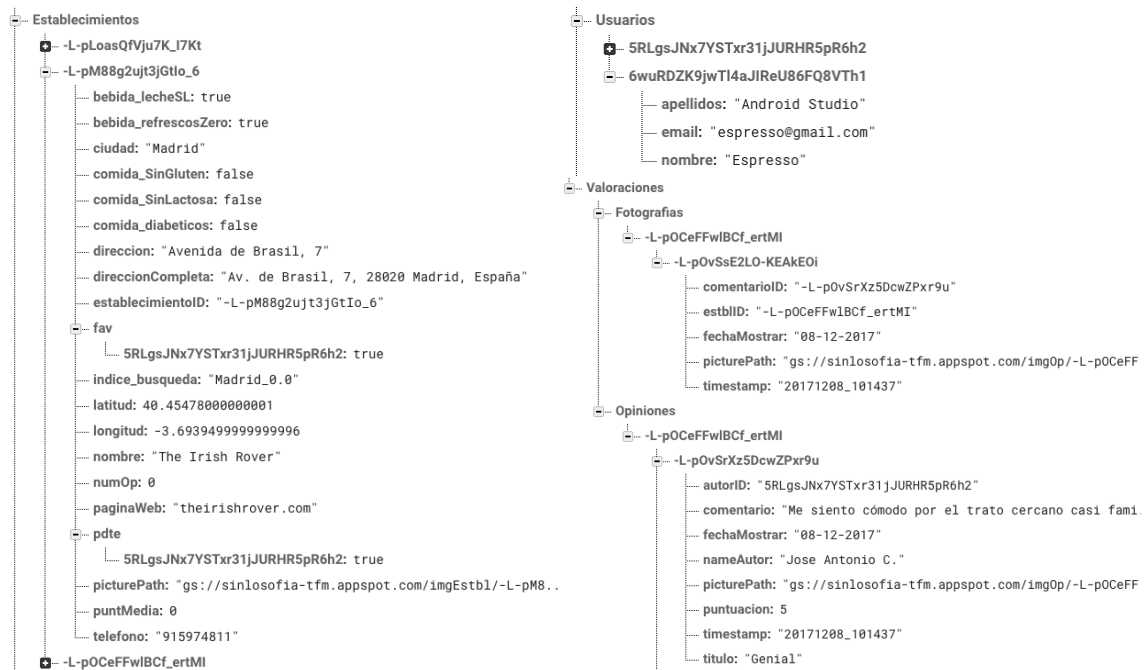 Establecimientos
-L-pLoasQfVju7K_I7Kt
-L-pM88g2ujt3jGtIo_6
bebida_lecheSL: true
bebida_refrescosZero: true
ciudad: "Madrid"
comida_SinGluten: false
comida_SinLactosa: false
comida_diabeticos: false
direccion: "Avenida de Brasil, 7"
direccionCompleta: "Av. de Brasil, 7, 28020 Madrid, España"
establecimientoID: "-L-pM88g2ujt3jGtIo_6"
fav
5RLgsJNx7YSTxr31jJURHR5pR6h2: true
indice_busqueda: "Madrid_0.0"
latitud: 40.45478000000001
longitud: -3.6939499999999996
nombre: "The Irish Rover"
numOp: 0
paginaWeb: "theirishrover.com"
pdte
5RLgsJNx7YSTxr31jJURHR5pR6h2: true
picturePath: "gs://sinlosofia-tfm.appspot.com/imgEstbl/-L-pM8..
puntMedia: 0
telefono: "915974811"
-L-pOCeFFwlBCf_ertMI
Usuarios
5RLgsJNx7YSTxr31jJURHR5pR6h2
6wuRDZK9jwTl4aJIReU86FQ8VTh1
apellidos: "Android Studio"
email: "espresso@gmail.com"
nombre: "Espresso"
Valoraciones
Fotografias
-L-pOCeFFwlBCf_ertMI
-L-pOvSsE2LO-KEAkEOi
comentarioID: "-L-pOvSrXz5DcwZPxr9u"
estblID: "-L-pOCeFFwlBCf_ertMI"
fechaMostrar: "08-12-2017"
picturePath: "gs://sinlosofia-tfm.appspot.com/imgOp/-L-pOCeFF
timestamp: "20171208_101437"
Opiniones
-L-pOCeFFwlBCf_ertMI
-L-pOvSrXz5DcwZPxr9u
autorID: "5RLgsJNx7YSTxr31jJURHR5pR6h2"
comentario: "Me siento cómodo por el trato cercano casi fami.
fechaMostrar: "08-12-2017"
nameAutor: "Jose Antonio C."
picturePath: "gs://sinlosofia-tfm.appspot.com/imgOp/-L-pOCeFF
puntuacion: 5
timestamp: "20171208_101437"
titulo: "Genial"